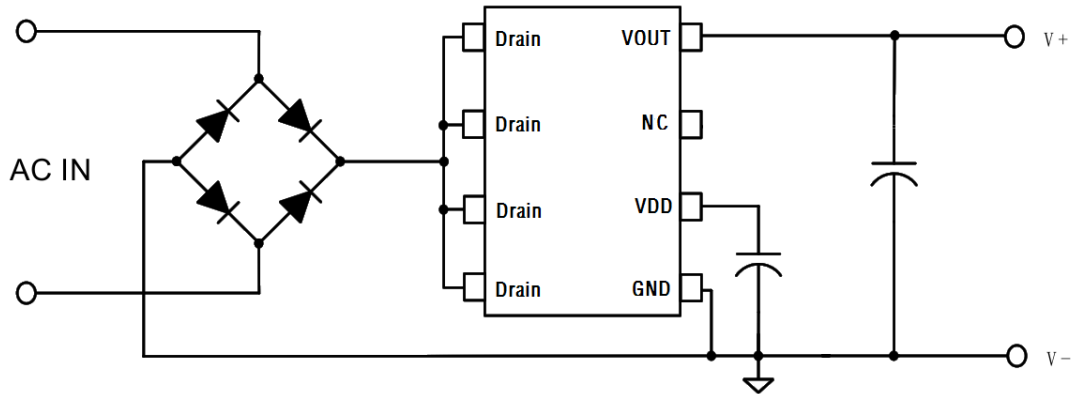 Drain VOUT V+
Drain NC
AC IN
Drain VDD
Drain GND
V-